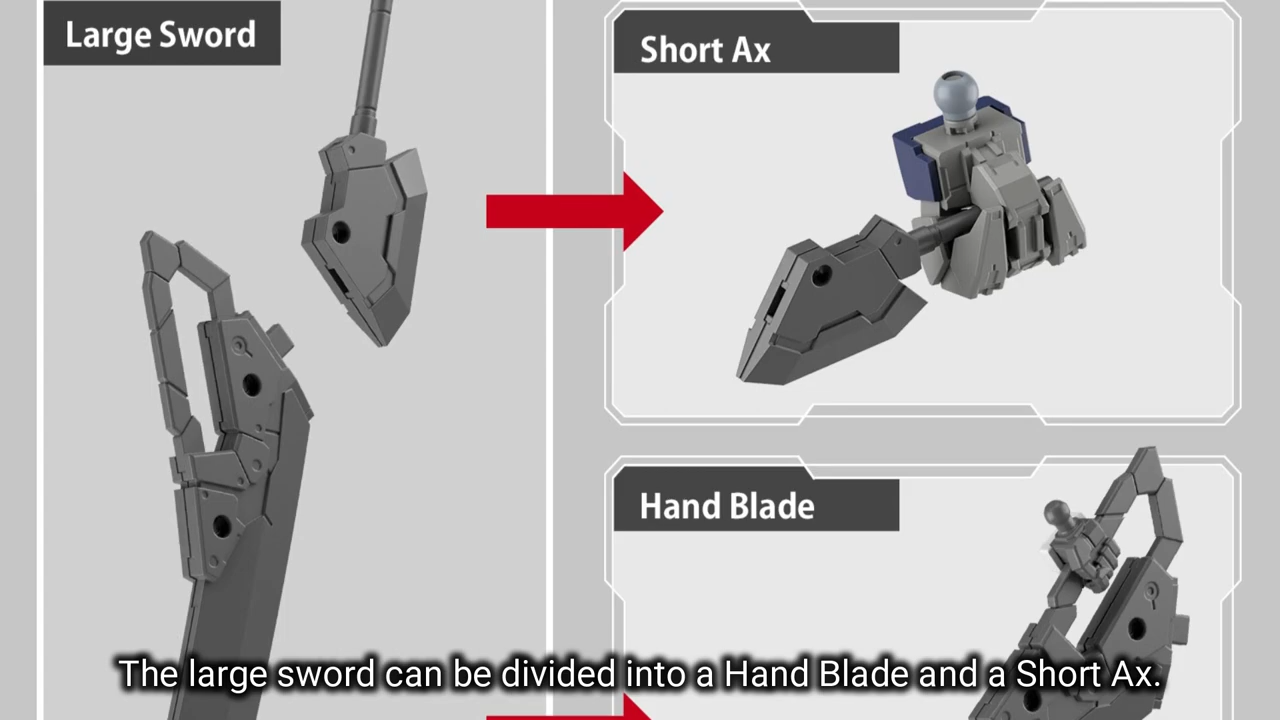 Large Sword
Short Ax
Hand Blade
The large sword can be divided into a Hand Blade and a Short Ax.